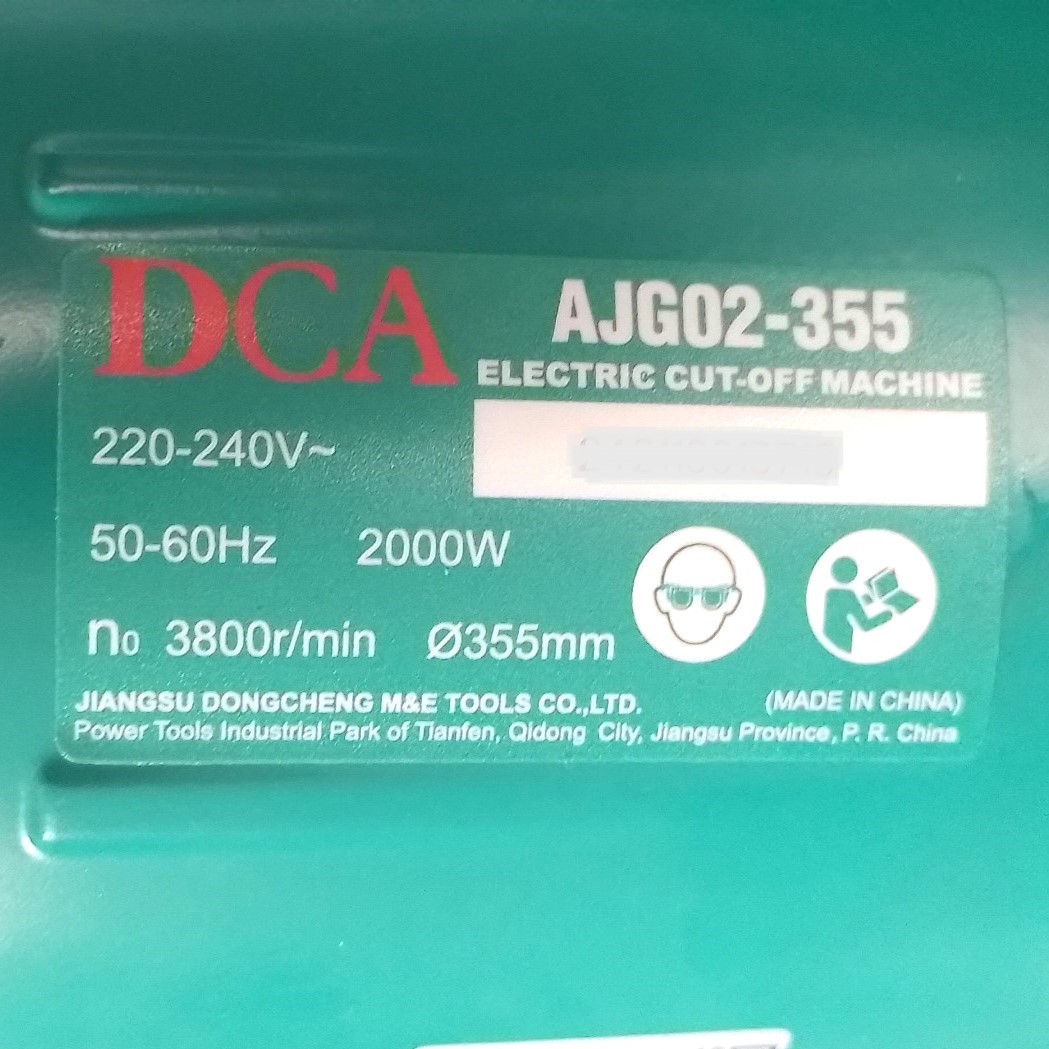 DCA
AJG02-355
ELECTRIC CUT-OFF MACHINE
220-240V~
50-60Hz 2000W
n₀ 3800r/min Ø355mm
JIANGSU DONGCHENG M&E TOOLS CO.,LTD. (MADE IN CHINA)
Power Tools Industrial Park of Tianfen, Qidong City, Jiangsu Province, P. R. China